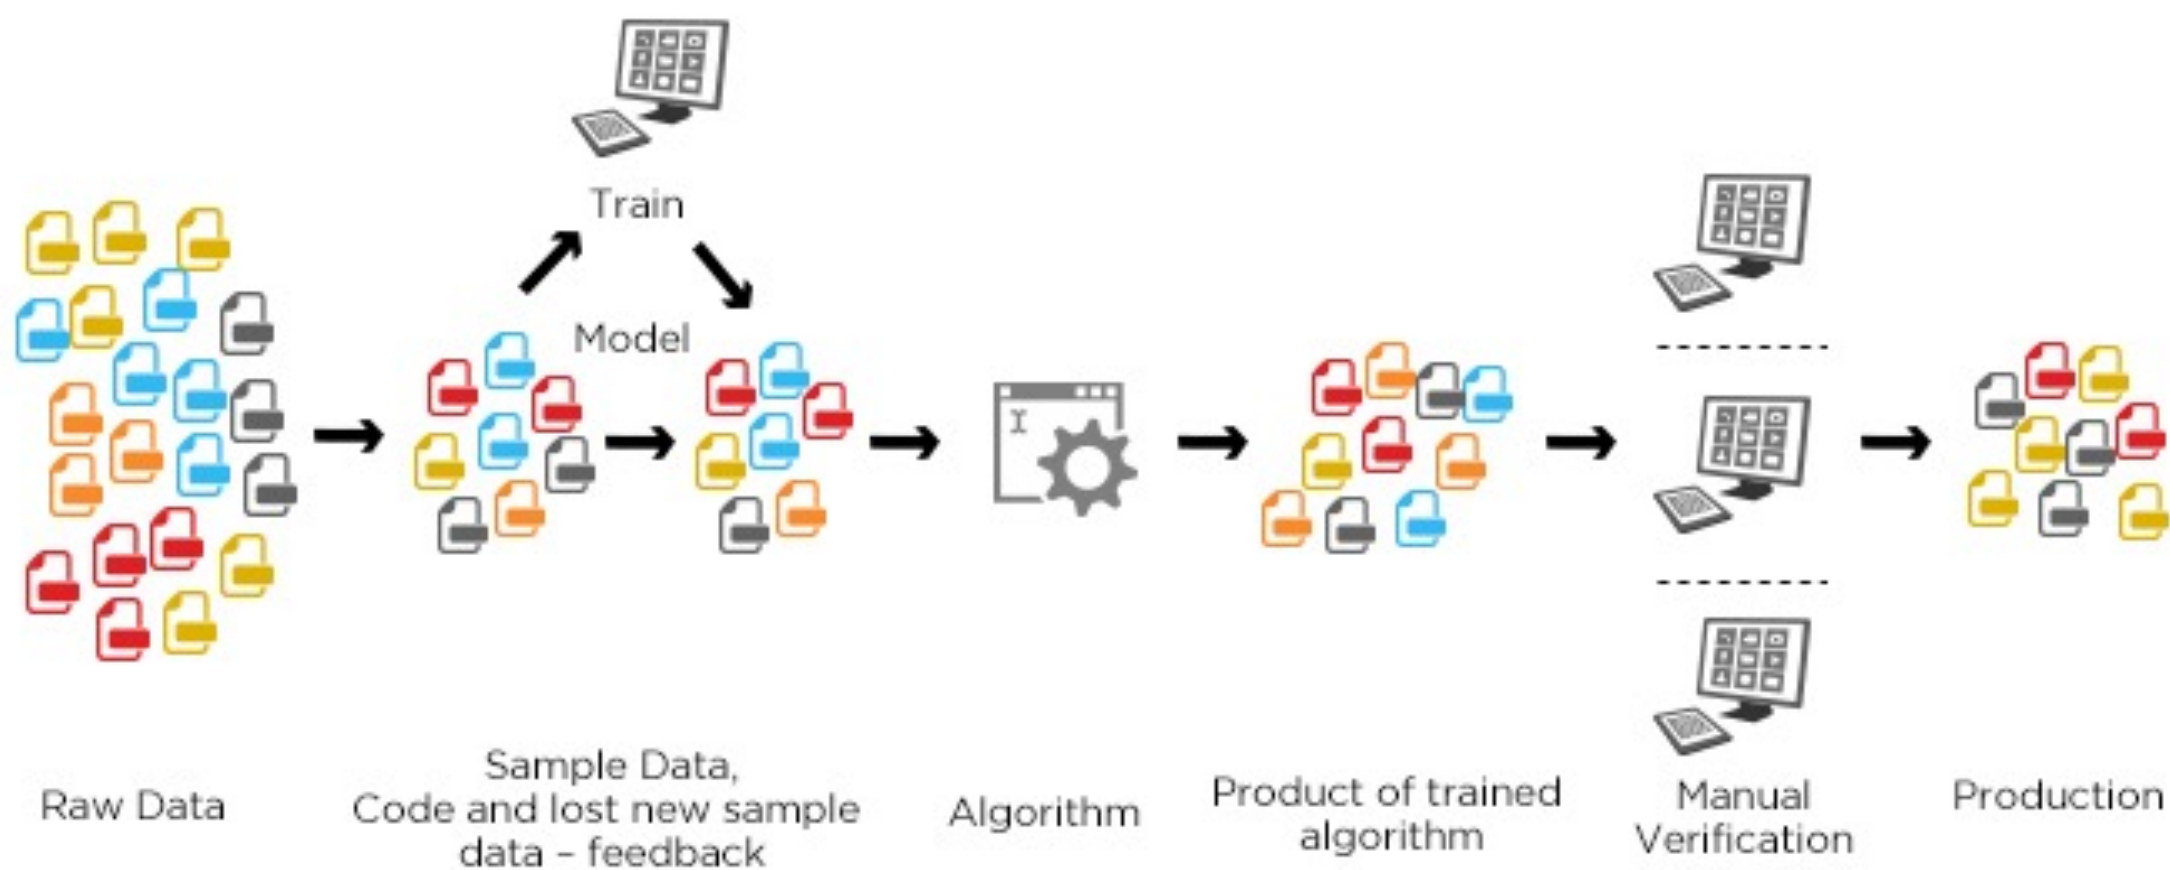 Train
Model
Raw Data
Sample Data,
Code and lost new sample
data – feedback
Algorithm
Product of trained
algorithm
Manual
Verification
Production